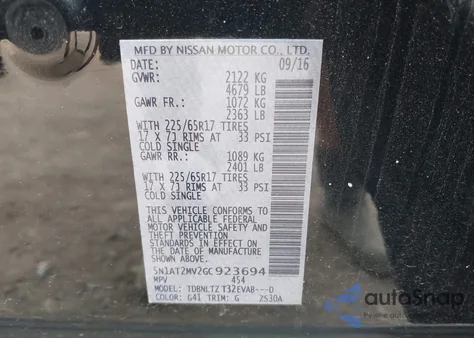 MFD BY NISSAN MOTOR CO., LTD.
DATE: 09/16
GVWR: 2122 KG
4679 LB
GAWR FR.: 1072 KG
2363 LB
WITH 225/65R17 TIRES
17 X 7J RIMS AT 33 PSI
COLD SINGLE
GAWR RR.: 1089 KG
2401 LB
WITH 225/65R17 TIRES
17 X 7J RIMS AT 33 PSI
COLD SINGLE
THIS VEHICLE CONFORMS
TO ALL APPLICABLE
FEDERAL MOTOR VEHICLE
SAFETY STANDARDS IN
EFFECT ON THE DATE OF
MANUFACTURE SHOWN
ABOVE.
5N1AT2MV2GC923694
MPV 454
MODEL: TDBNLTZ T32EVAB---D
COLOR: G41 TRIM: G 2S30A
AutoSnap